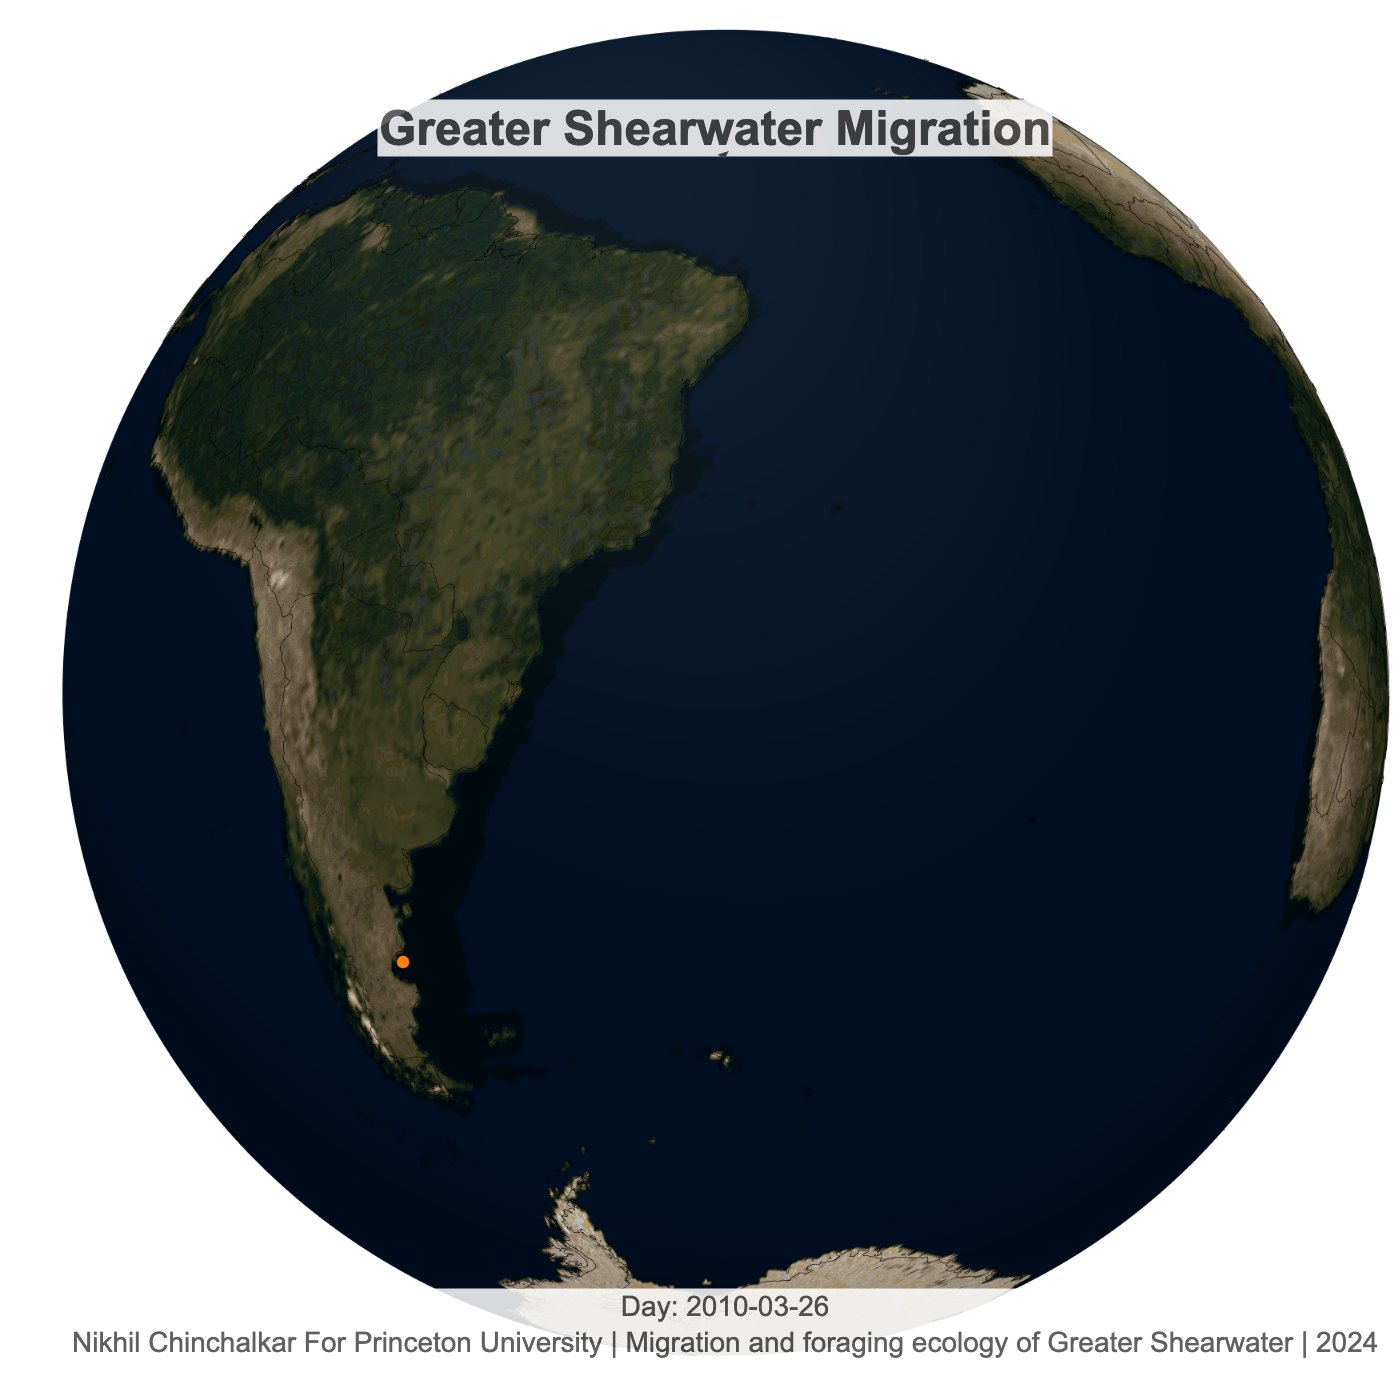 Greater Shearwater Migration
Day: 2010-03-26
Nikhil Chinchalkar For Princeton University | Migration and foraging ecology of Greater Shearwater | 2024